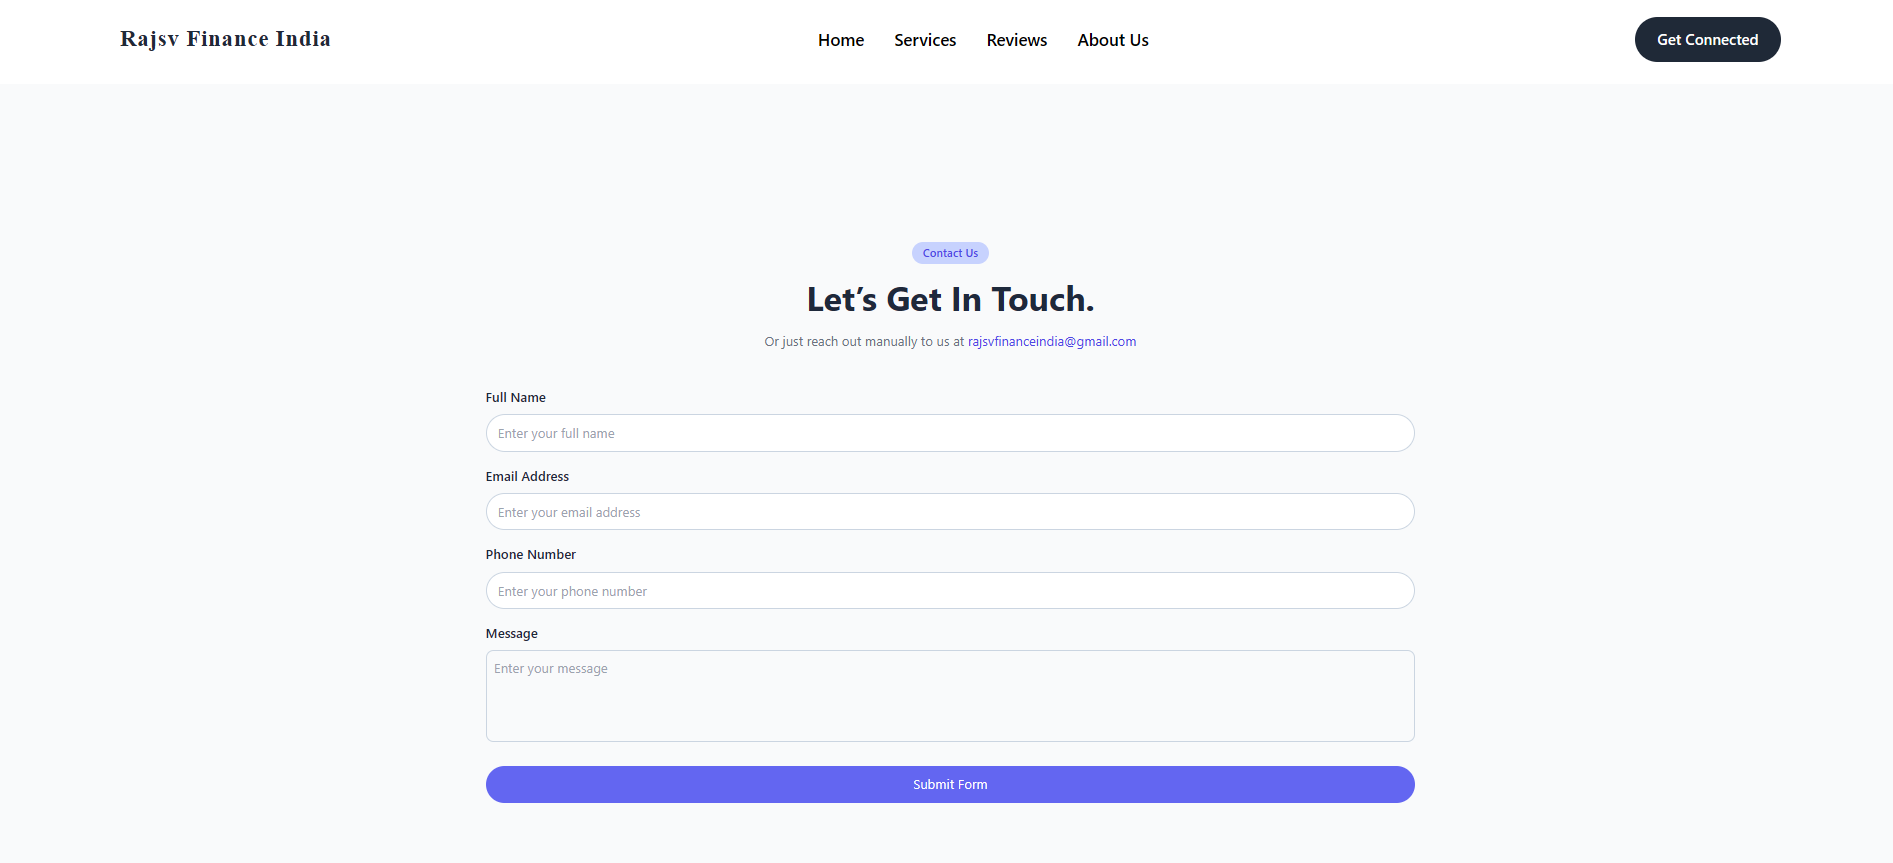 Rajsv Finance India
Home Services Reviews About Us
Get Connected
Contact Us
Let’s Get In Touch.
Or just reach out manually to us at rajsvfinanceindia@gmail.com
Full Name
Enter your full name
Email Address
Enter your email address
Phone Number
Enter your phone number
Message
Enter your message
Submit Form